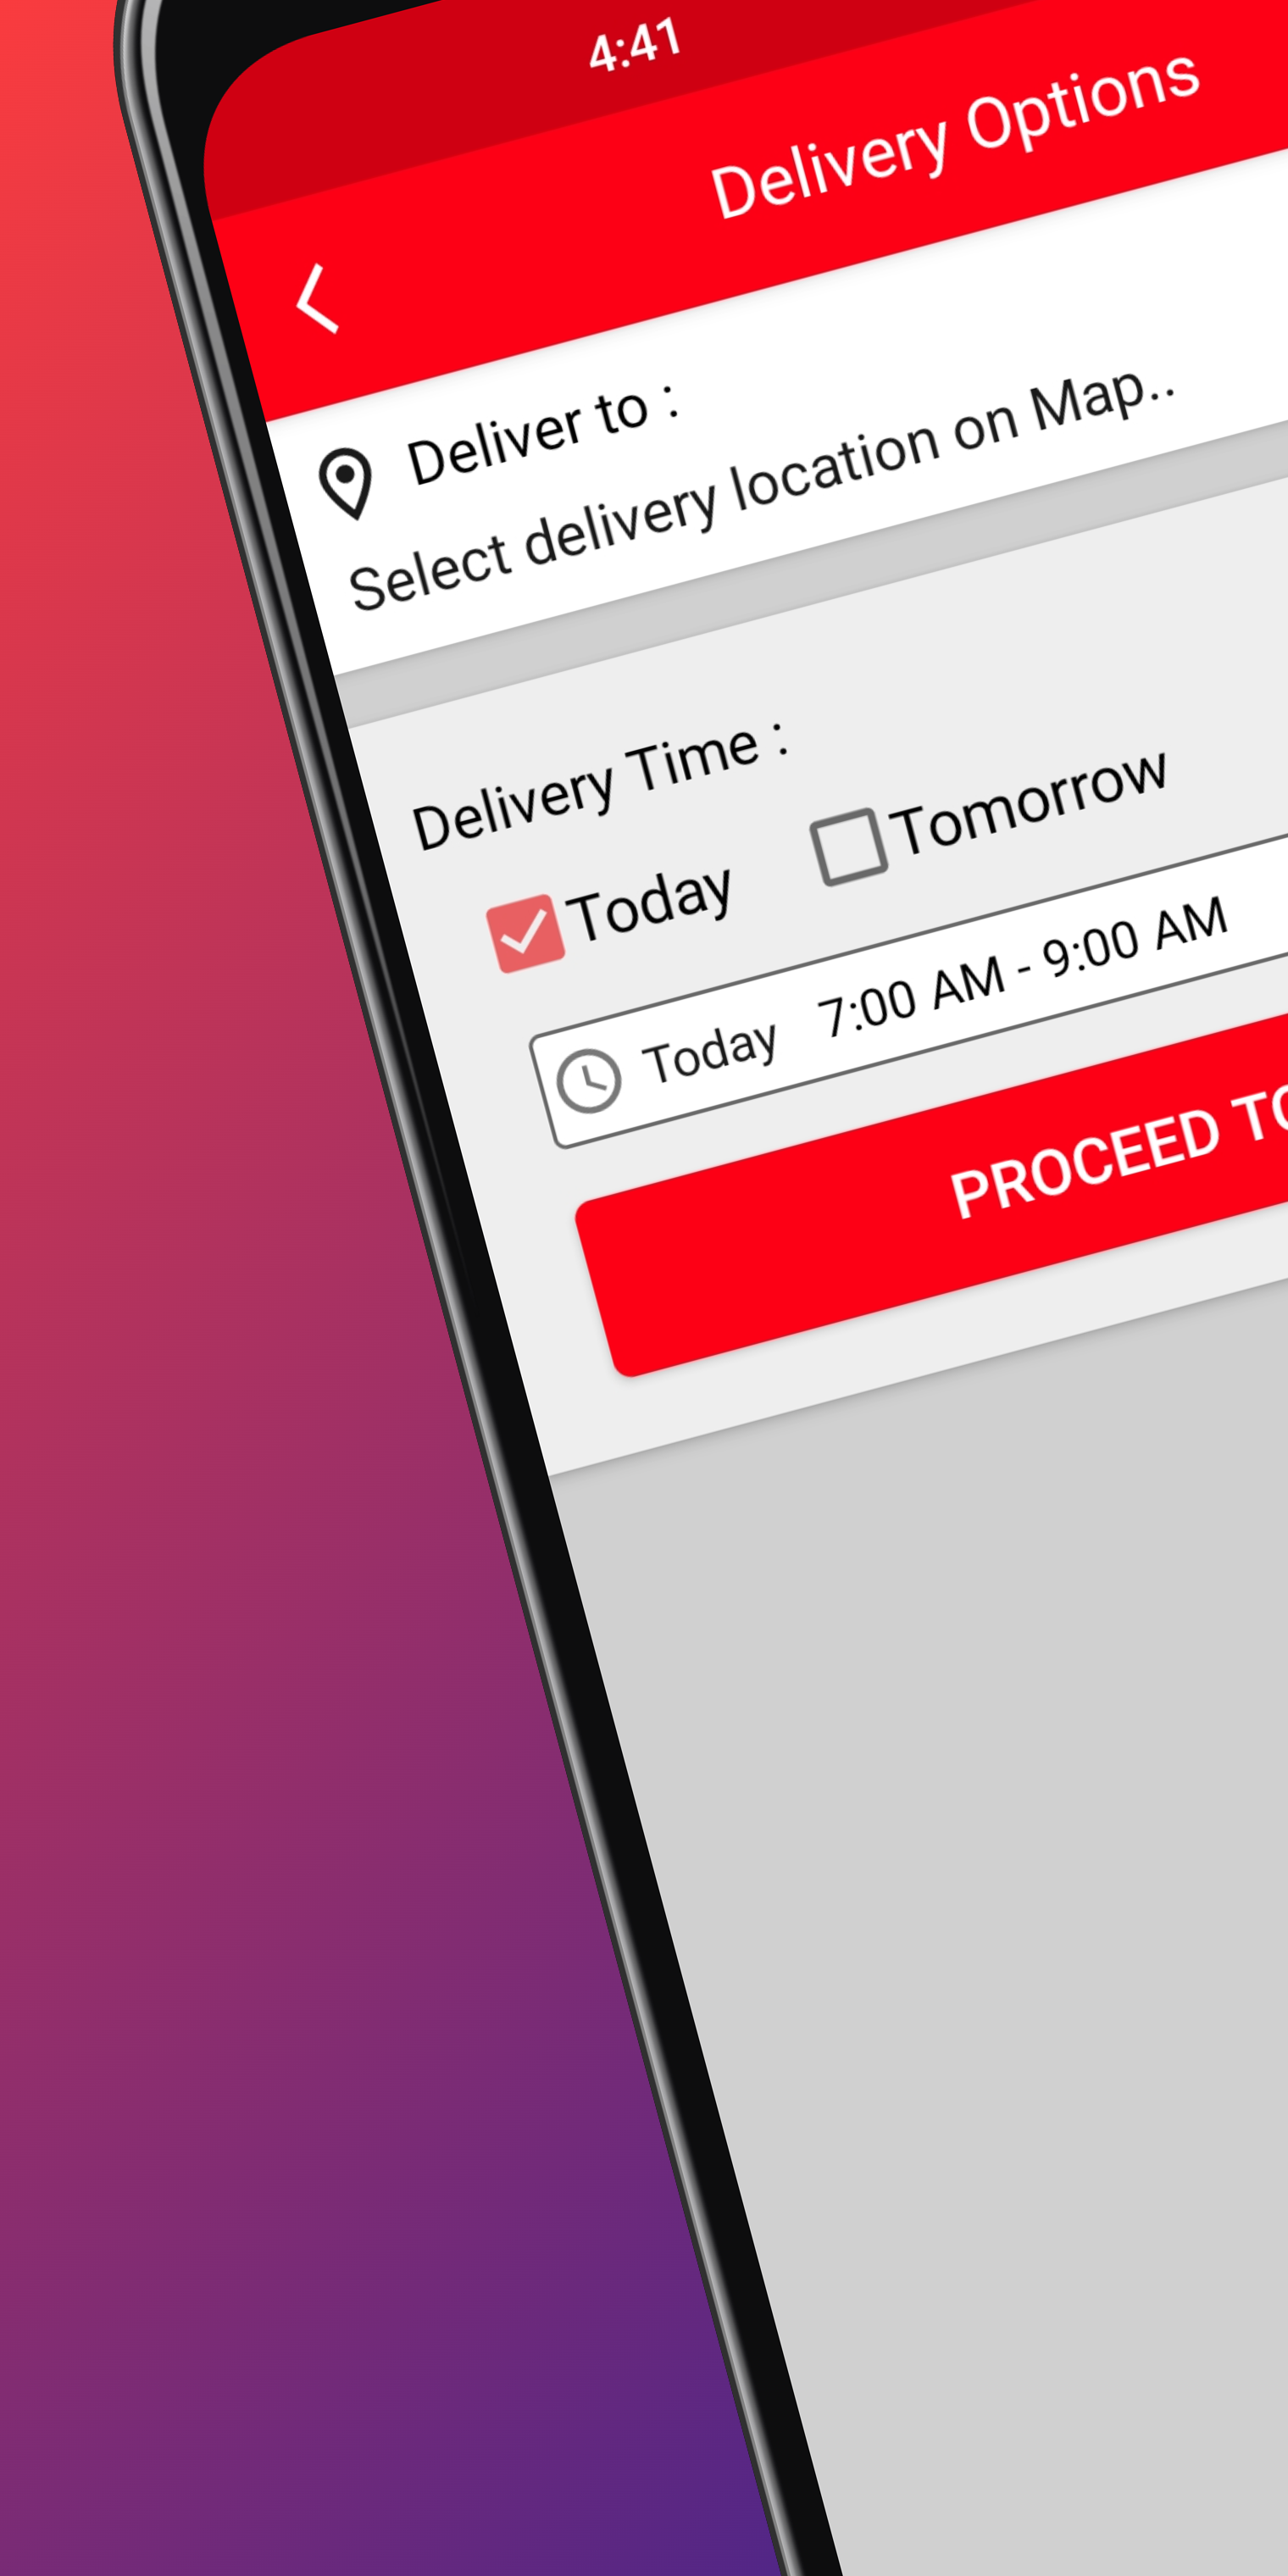 4:41
Delivery Options
Deliver to :
Select delivery location on Map..
Delivery Time :
Today Tomorrow
Today 7:00 AM - 9:00 AM
PROCEED TO